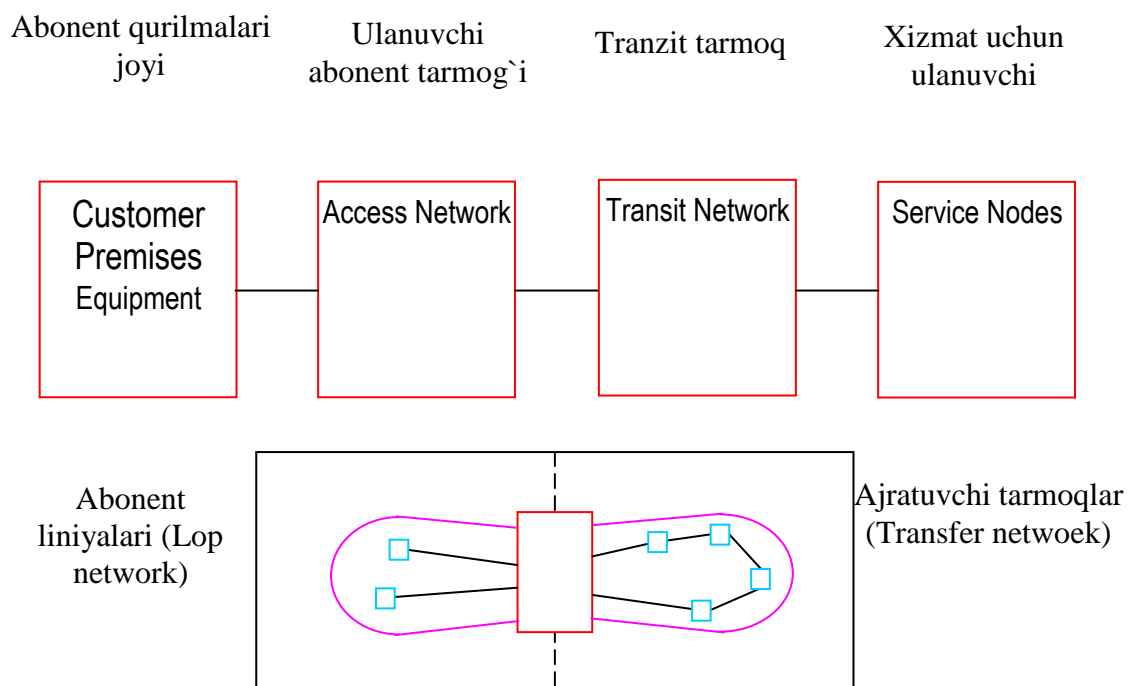 Abonent qurilmalari
joyi
Ulanuvchi
abonent tarmog`i
Tranzit tarmoq
Xizmat uchun
ulanuvchi
Customer
Premises
Equipment
Access Network
Transit Network
Service Nodes
Abonent
liniyalari (Lop
network)
Ajratuvchi tarmoqlar
(Transfer netwoek)